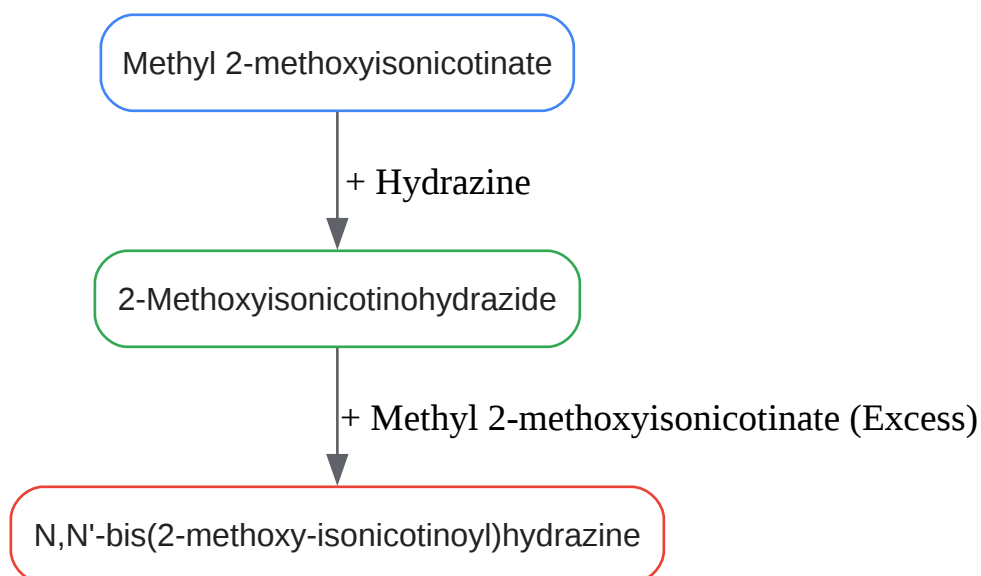 Methyl 2-methoxyisonicotinate
+ Hydrazine
2-Methoxyisonicotinohydrazide
+ Methyl 2-methoxyisonicotinate (Excess)
N,N'-bis(2-methoxy-isonicotinoyl)hydrazine